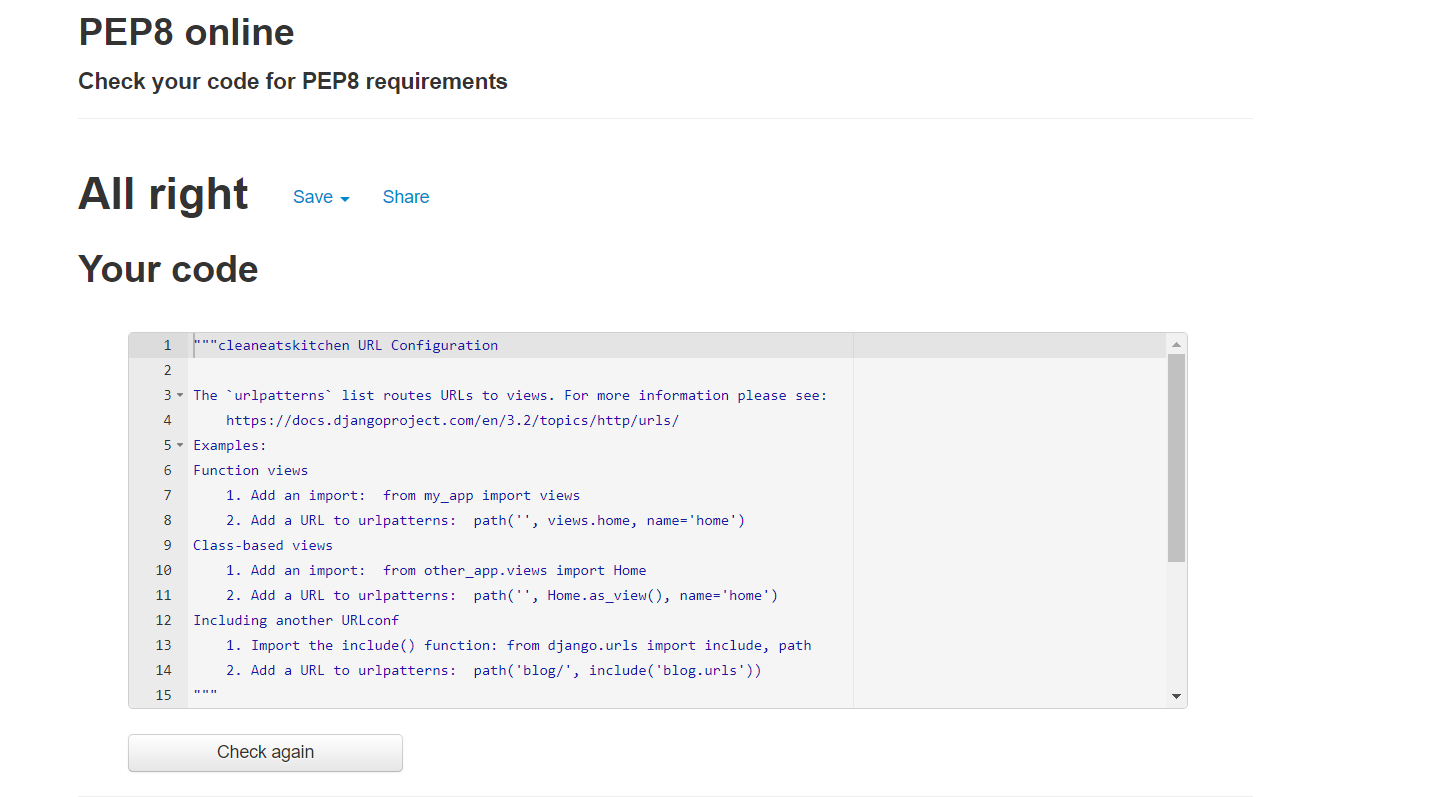 PEP8 online
Check your code for PEP8 requirements
All right Save Share
Your code
1 """cleaneatskitchen URL Configuration
2
3 The `urlpatterns` list routes URLs to views. For more information please see:
4     https://docs.djangoproject.com/en/3.2/topics/http/urls/
5 Examples:
6 Function views
7     1. Add an import:  from my_app import views
8     2. Add a URL to urlpatterns:  path('', views.home, name='home')
9 Class-based views
10     1. Add an import:  from other_app.views import Home
11     2. Add a URL to urlpatterns:  path('', Home.as_view(), name='home')
12 Including another URLconf
13     1. Import the include() function: from django.urls import include, path
14     2. Add a URL to urlpatterns:  path('blog/', include('blog.urls'))
15 """
Check again